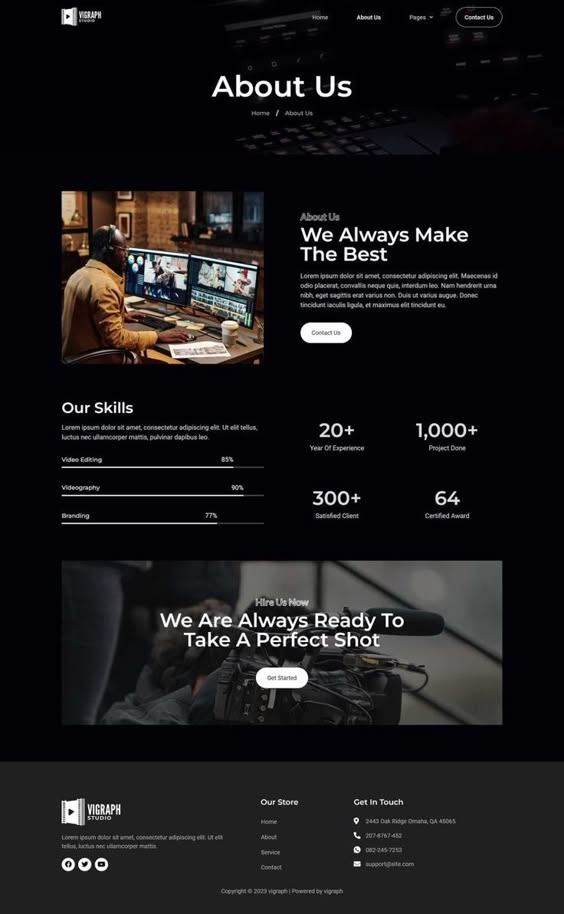 VIGRAPH
STUDIO
Home
About Us
Pages
Contact Us
About Us
Home / About Us
About Us
We Always Make
The Best
Lorem ipsum dolor sit amet, consectetur adipiscing elit. Maecenas id
odio placerat, convallis neque quis, interdum leo. Nam hendrerit urna
nibh, eget sagittis erat varius non. Duis ut varius augue. Donec
tincidunt iaculis ligula, et maximus elit tincidunt eu.
Contact Us
Our Skills
Lorem ipsum dolor sit amet, consectetur adipiscing elit. Ut elit tellus,
luctus nec ullamcorper mattis, pulvinar dapibus leo.
Video Editing 85%
Videography 90%
Branding 77%
20+
Year Of Experience
1,000+
Project Done
300+
Satisfied Client
64
Certified Award
Hire Us Now
We Are Always Ready To
Take A Perfect Shot
Get Started
VIGRAPH
STUDIO
Lorem ipsum dolor sit amet, consectetur adipiscing elit. Ut elit
tellus, luctus nec ullamcorper mattis.
Our Store
Home
About
Service
Contact
Get In Touch
2443 Oak Ridge Omaha, QA 45065
207-8767-452
082-245-7253
support@site.com
Copyright © 2023 vigraph | Powered by vigraph